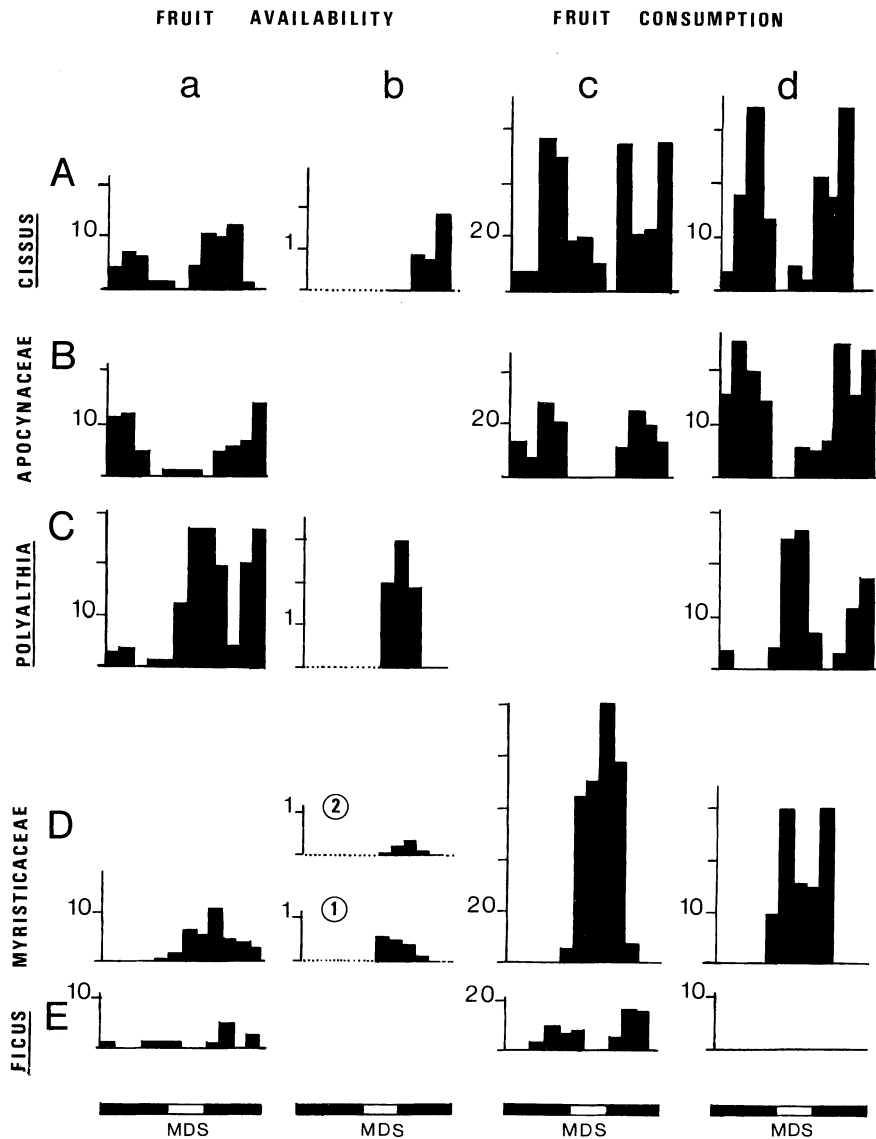 FRUIT AVAILABILITY
FRUIT CONSUMPTION
a
b
c
d
A
CISSUS
10
1
20
10
B
APOCYNACEAE
10
20
10
C
POLYALTHIA
10
1
10
D
MYRISTICACEAE
1
2
10
1
1
20
10
E
FICUS
10
20
10
MDS
MDS
MDS
MDS